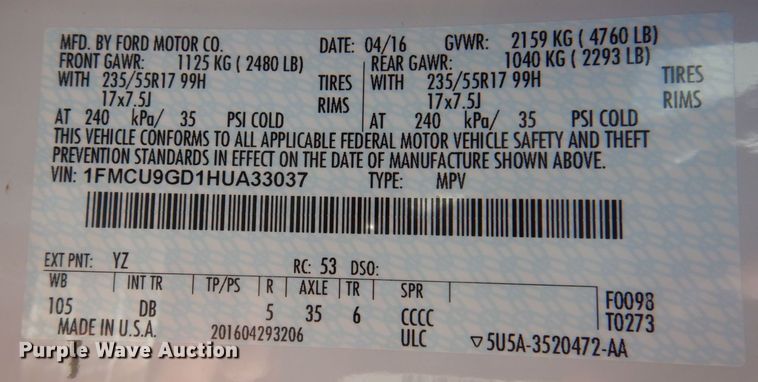 MFD. BY FORD MOTOR CO. DATE: 04/16 GVWR: 2159 KG ( 4760 LB)
FRONT GAWR: 1125 KG ( 2480 LB) REAR GAWR: 1040 KG ( 2293 LB)
WITH 235/55R17 99H TIRES WITH 235/55R17 99H TIRES
17x7.5J RIMS 17x7.5J RIMS
AT 240 kPa/ 35 PSI COLD AT 240 kPa/ 35 PSI COLD
THIS VEHICLE CONFORMS TO ALL APPLICABLE FEDERAL MOTOR VEHICLE SAFETY AND THEFT
PREVENTION STANDARDS IN EFFECT ON THE DATE OF MANUFACTURE SHOWN ABOVE.
VIN: 1FMCU9GD1HUA33037 TYPE: MPV
EXT PNT: YZ RC: 53 DSO:
WB INT TR TP/PS R AXLE TR SPR F0098
105 DB 5 35 6 CCCC T0273
MADE IN U.S.A. 201604293206 ULC ▽5U5A-3520472-AA
Purple Wave Auction